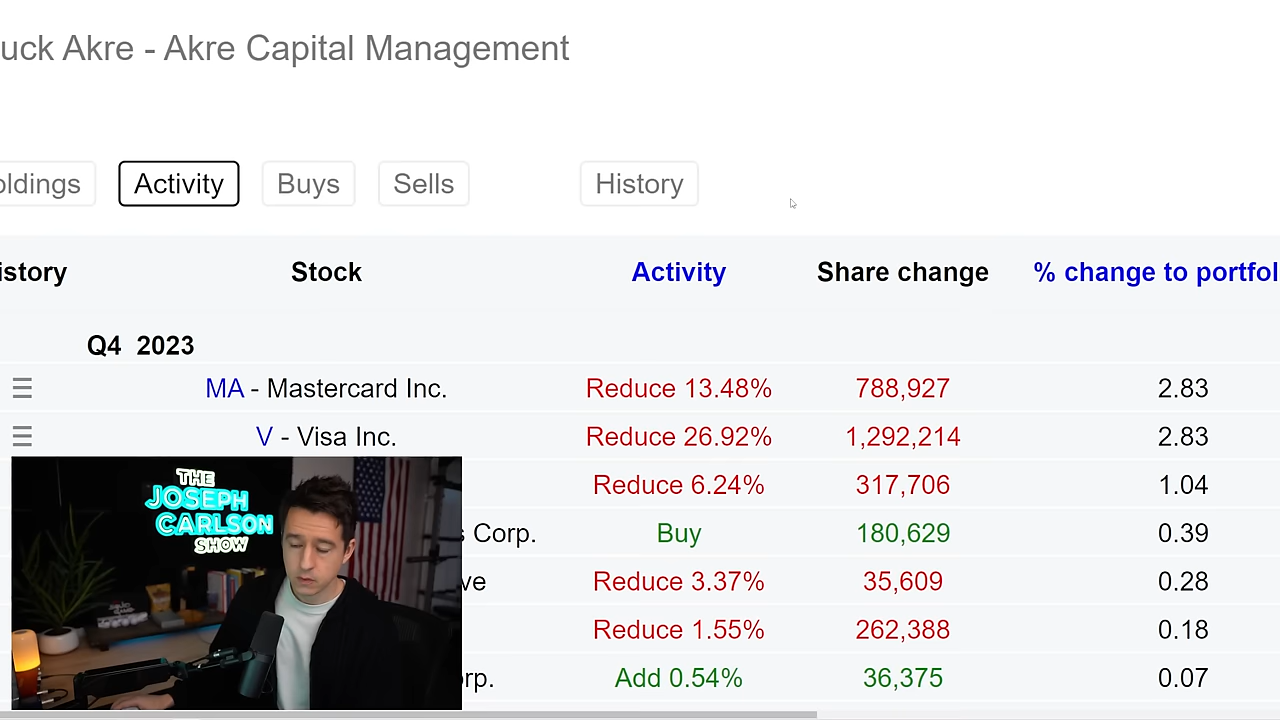 uck Akre - Akre Capital Management
oldings Activity Buys Sells History
istory Stock Activity Share change % change to portfol
Q4 2023
MA - Mastercard Inc. Reduce 13.48% 788,927 2.83
V - Visa Inc. Reduce 26.92% 1,292,214 2.83
Reduce 6.24% 317,706 1.04
s Corp. Buy 180,629 0.39
ve Reduce 3.37% 35,609 0.28
Reduce 1.55% 262,388 0.18
rp. Add 0.54% 36,375 0.07
THE
JOSEPH
CARLSON
SHOW